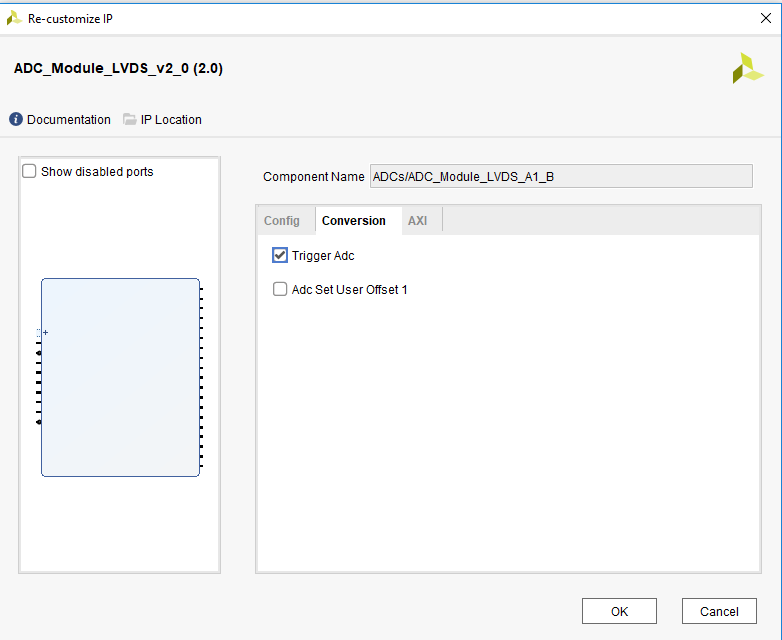 Re-customize IP
ADC_Module_LVDS_v2_0 (2.0)
Documentation IP Location
Show disabled ports
Component Name ADCs/ADC_Module_LVDS_A1_B
Config Conversion AXI
Trigger Adc
Adc Set User Offset 1
OK Cancel